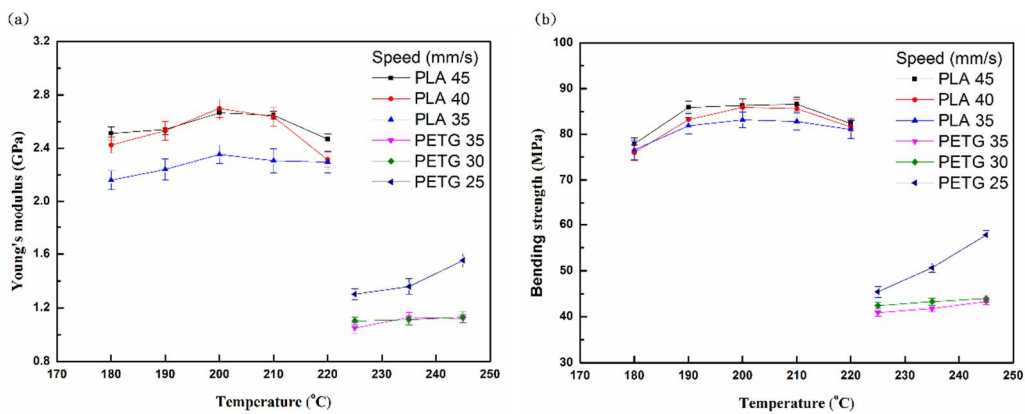 (a)
3.2
2.8
2.4
2.0
1.6
1.2
0.8
Young's modulus (GPa)
170 180 190 200 210 220 230 240 250
Temperature (°C)
Speed (mm/s)
PLA 45
PLA 40
PLA 35
PETG 35
PETG 30
PETG 25
(b)
100
90
80
70
60
50
40
30
Bending strength (MPa)
170 180 190 200 210 220 230 240 250
Temperature (°C)
Speed (mm/s)
PLA 45
PLA 40
PLA 35
PETG 35
PETG 30
PETG 25